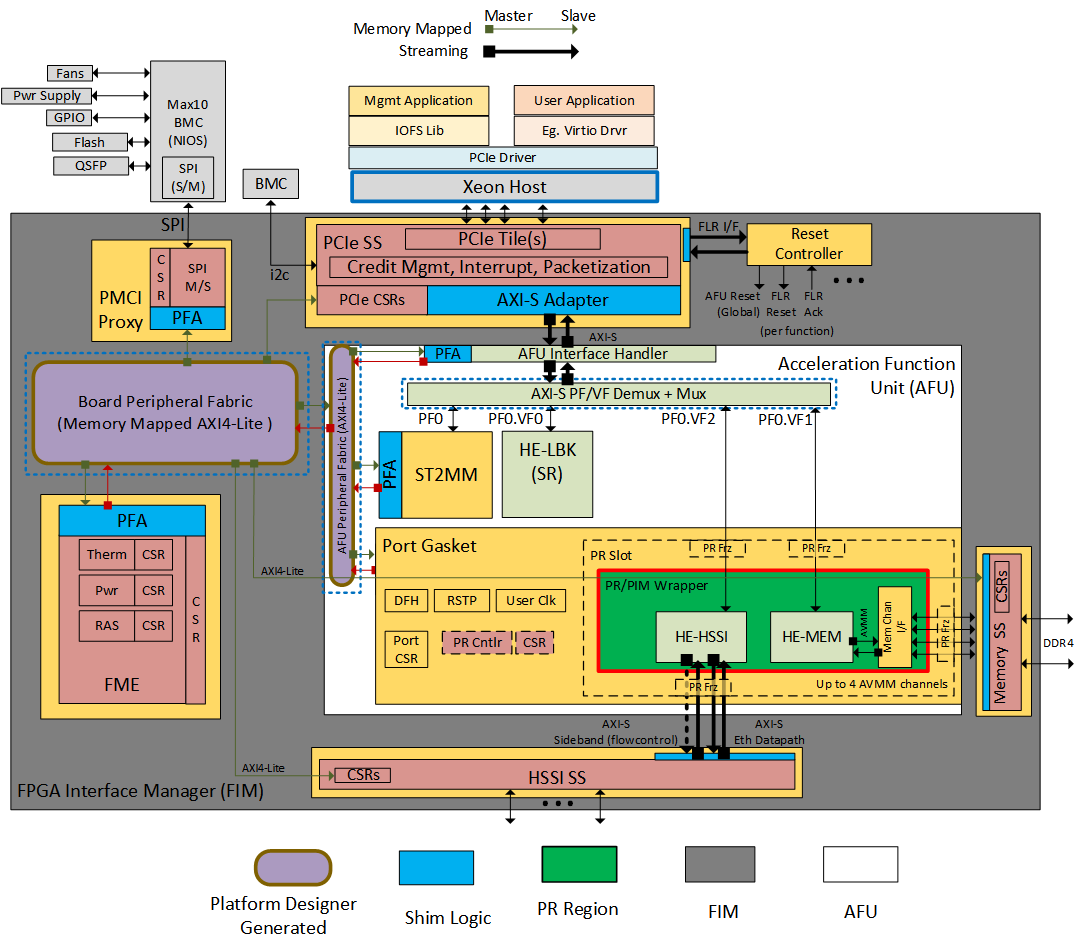 Master
Slave
Memory Mapped
Streaming
Fans
Pwr Supply
GPIO
Flash
QSFP
Max10
BMC
(NIOS)
SPI
(S/M)
BMC
Mgmt Application
User Application
IOFS Lib
Eg. Virtio Drvr
PCIe Driver
Xeon Host
SPI
i2c
PCIe SS
PCIe Tile(s)
Credit Mgmt, Interrupt, Packetization
PCIe CSRs
AXI-S Adapter
FLR I/F
Reset
Controller
AFU Reset
(Global)
FLR
Reset
FLR
Ack
(per function)
PMCI
Proxy
C
S
R
SPI
M/S
PFA
AXI-S
PFA
AFU Interface Handler
Acceleration Function
Unit (AFU)
Board Peripheral Fabric
(Memory Mapped AXI4-Lite )
AFU Peripheral Fabric (AXI4-Lite)
AXI-S PF/VF Demux + Mux
PF0
PF0.VF0
PF0.VF2
PF0.VF1
PFA
ST2MM
HE-LBK
(SR)
PFA
Therm
CSR
Pwr
CSR
RAS
CSR
C
S
R
FME
AXI4-Lite
Port Gasket
DFH
RSTP
User Clk
Port
CSR
PR Cntlr
CSR
PR Slot
PR Frz
PR Frz
PR/PIM Wrapper
HE-HSSI
HE-MEM
AVMM
Mem Chan
I/F
PR Frz
PR Frz
Up to 4 AVMM channels
Memory SS
CSRs
DDR4
AXI-S
Sideband (flowcontrol)
AXI-S
Eth Datapath
AXI4-Lite
CSRs
HSSI SS
FPGA Interface Manager (FIM)
Platform Designer
Generated
Shim Logic
PR Region
FIM
AFU